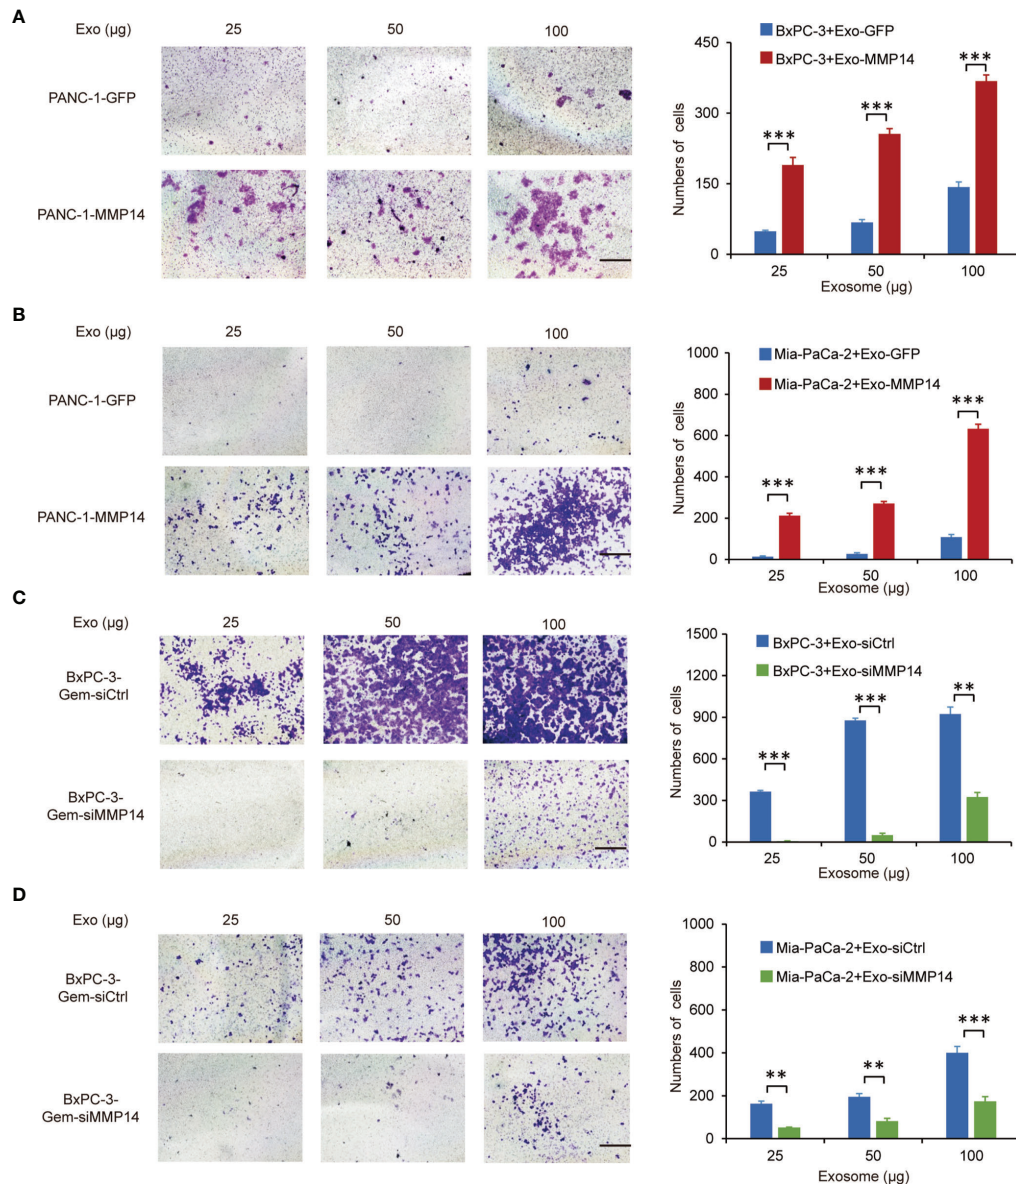 A
Exo (µg)
25
50
100
PANC-1-GFP
PANC-1-MMP14
BxPC-3+Exo-GFP
BxPC-3+Exo-MMP14
Numbers of cells
450
300
150
0
***
***
***
25
50
100
Exosome (µg)
B
Exo (µg)
25
50
100
PANC-1-GFP
PANC-1-MMP14
Mia-PaCa-2+Exo-GFP
Mia-PaCa-2+Exo-MMP14
Numbers of cells
1000
800
600
400
200
0
***
***
***
25
50
100
Exosome (µg)
C
Exo (µg)
25
50
100
BxPC-3-
Gem-siCtrl
BxPC-3-
Gem-siMMP14
BxPC-3+Exo-siCtrl
BxPC-3+Exo-siMMP14
Numbers of cells
1500
1200
900
600
300
0
***
***
**
25
50
100
Exosome (µg)
D
Exo (µg)
25
50
100
BxPC-3-
Gem-siCtrl
BxPC-3-
Gem-siMMP14
Mia-PaCa-2+Exo-siCtrl
Mia-PaCa-2+Exo-siMMP14
Numbers of cells
1000
800
600
400
200
0
**
**
***
25
50
100
Exosome (µg)